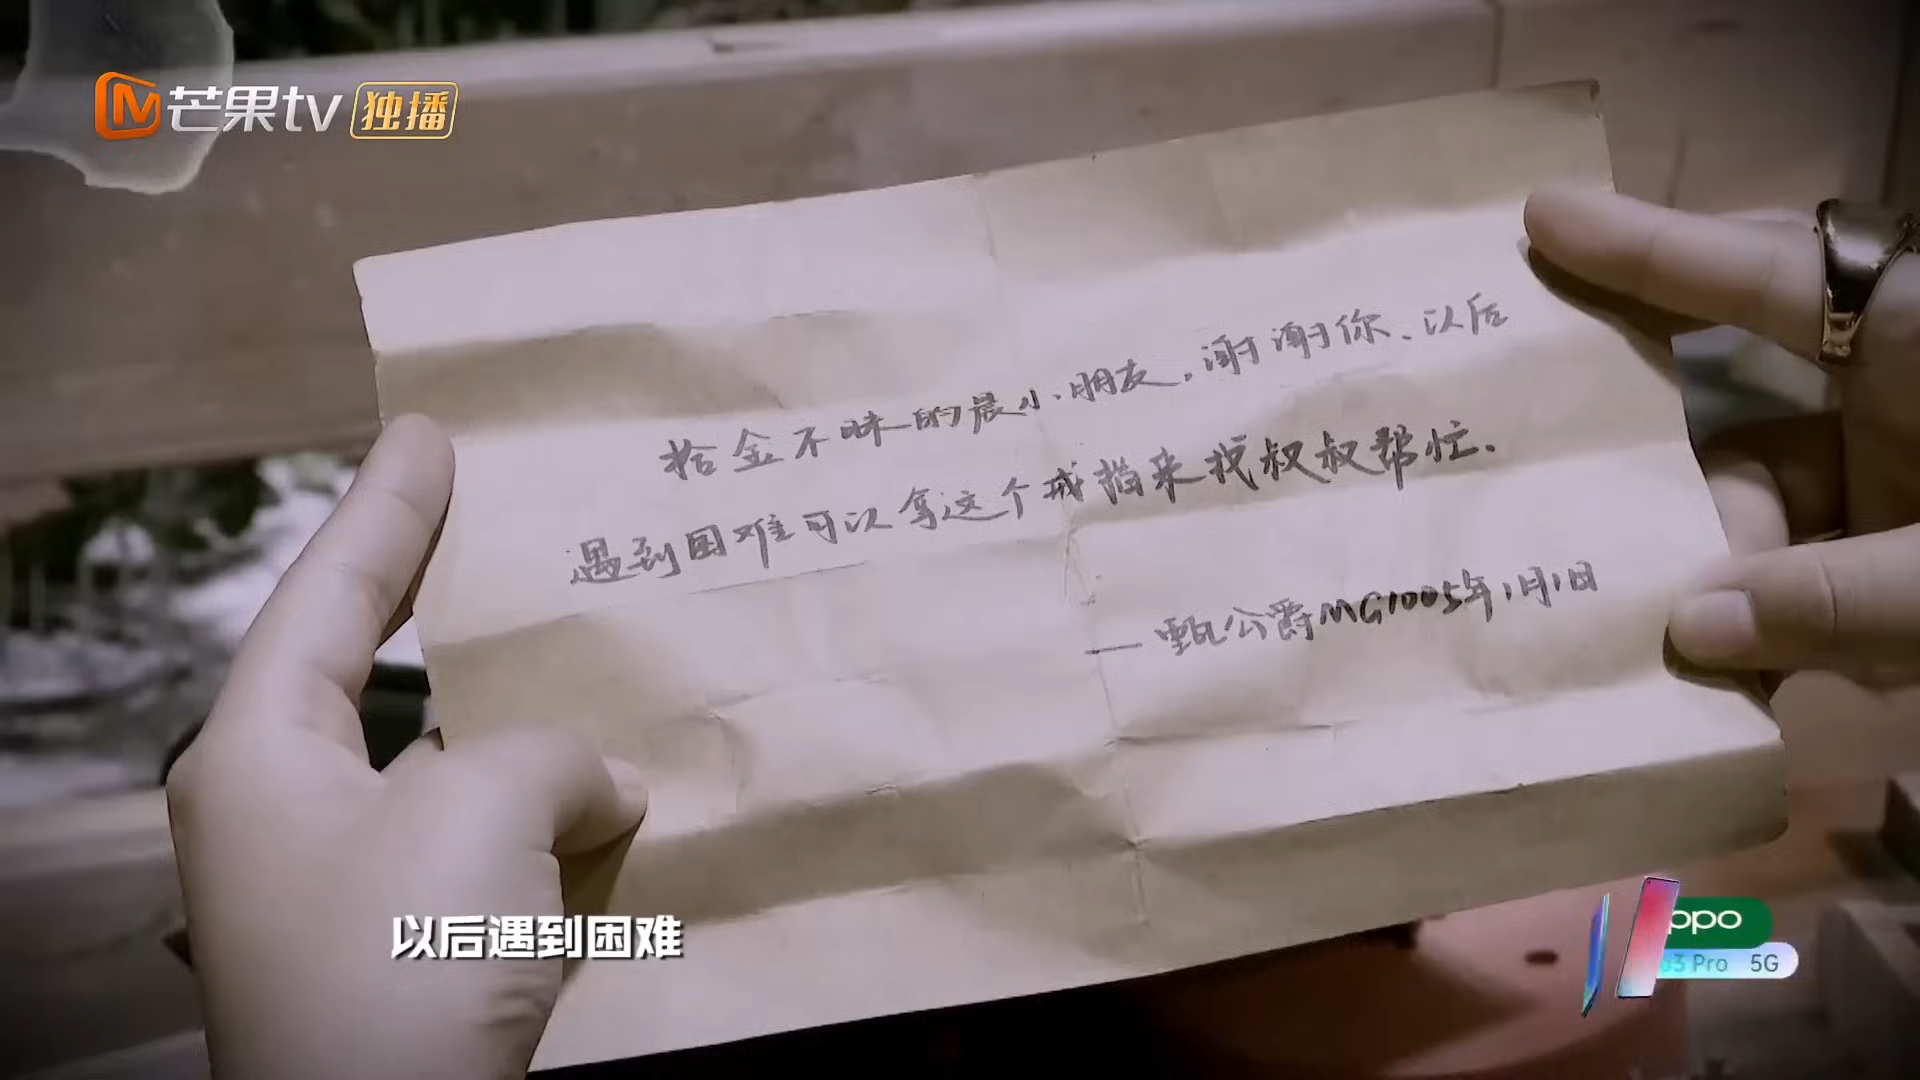 芒果tv 独播
拾金不昧的晨小朋友，谢谢你、以后
遇到困难可以拿这个戒指来找叔叔帮忙.
——甄公爵MG1005年1月1日
以后遇到困难
oppo
3 Pro 5G